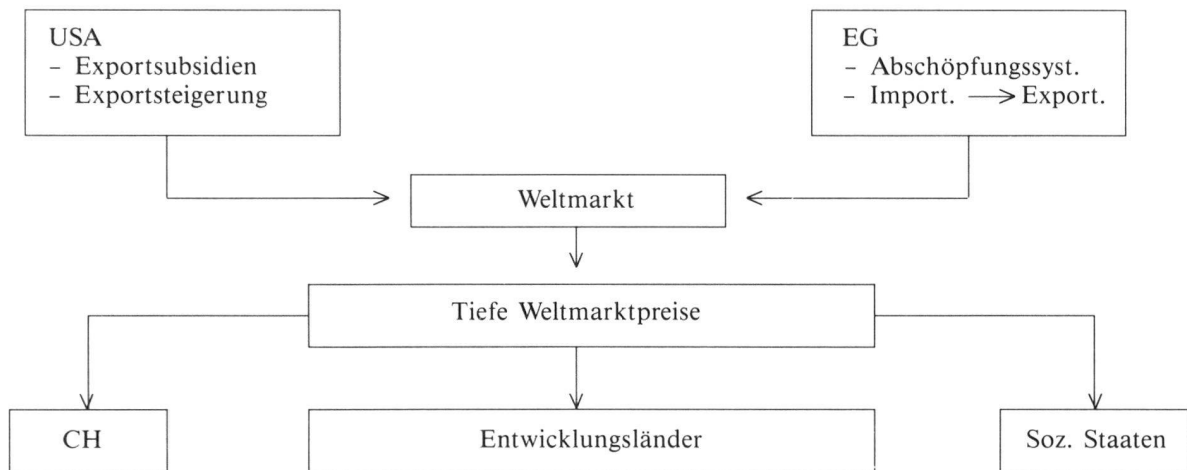 USA
– Exportsubsidien
– Exportsteigerung
EG
– Abschöpfungssyst.
– Import. ⟶ Export.
Weltmarkt
Tiefe Weltmarktpreise
CH
Entwicklungsländer
Soz. Staaten